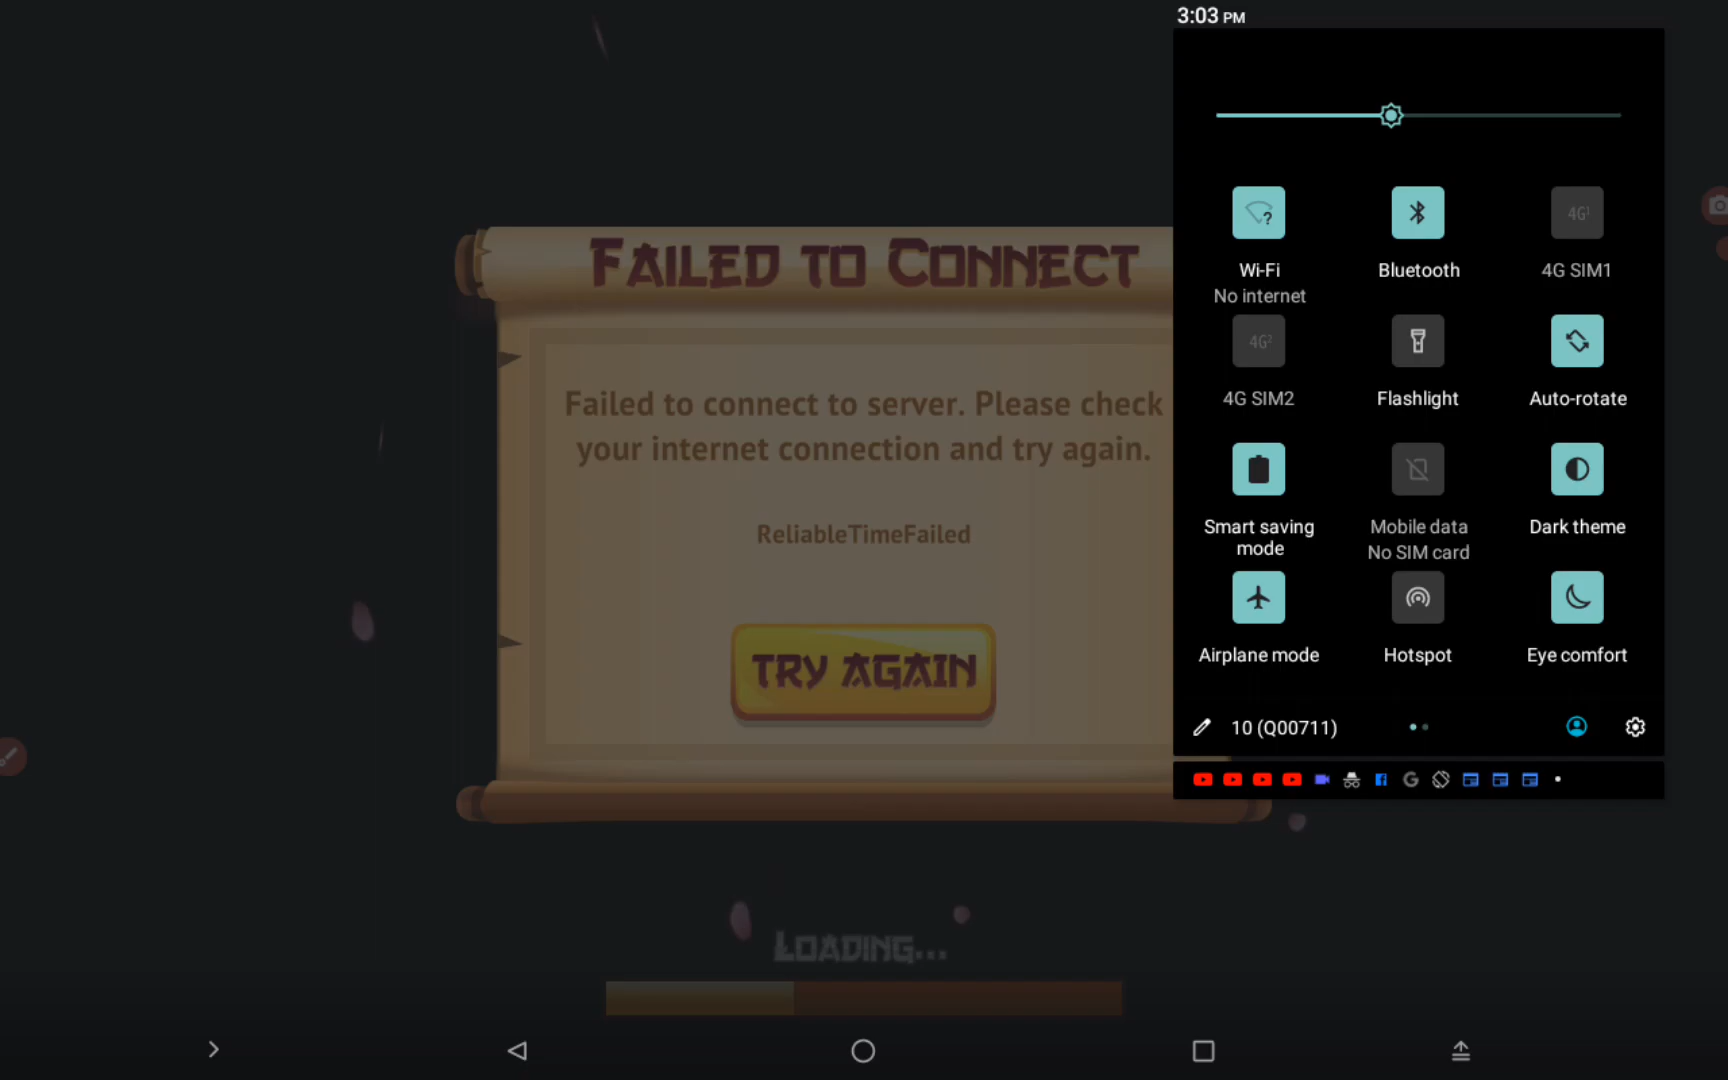 3:03 PM
FAILED TO CONNECT
Failed to connect to server. Please check
your internet connection and try again.
ReliableTimeFailed
TRY AGAIN
LOADING...
?
4G¹
Wi-Fi
Bluetooth
4G SIM1
No internet
4G²
4G SIM2
Flashlight
Auto-rotate
Smart saving
mode
Mobile data
No SIM card
Dark theme
Airplane mode
Hotspot
Eye comfort
10 (Q00711)